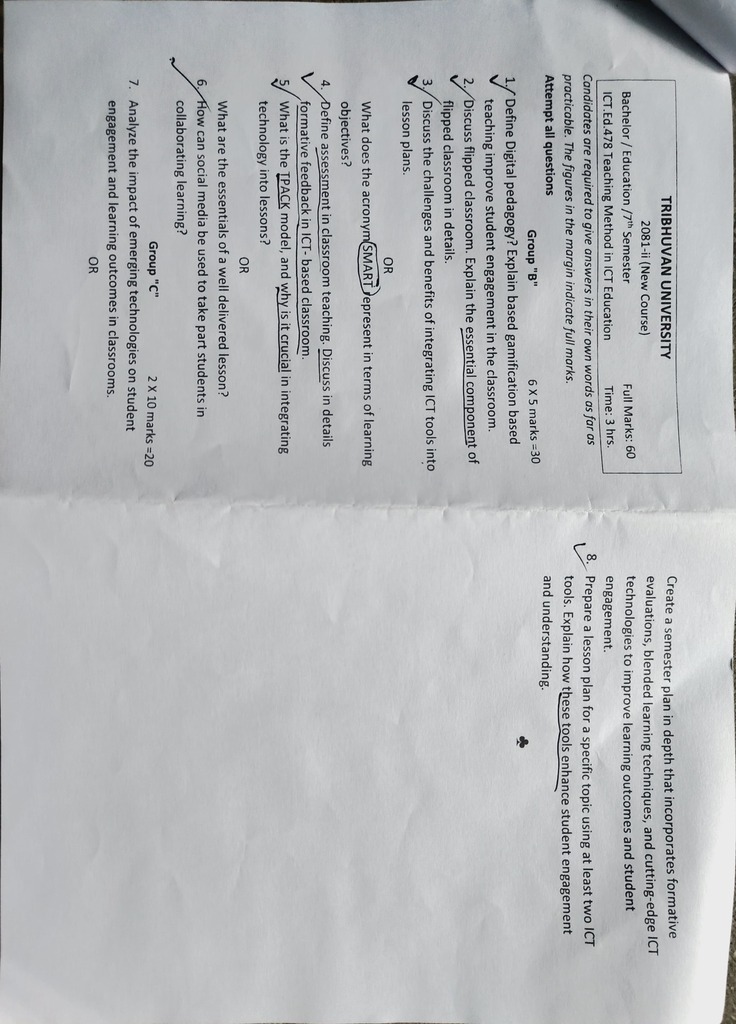 TRIBHUVAN UNIVERSITY
2081-ii (New Course)
Bachelor / Education /7th Semester Full Marks: 60
ICT.Ed.478 Teaching Method in ICT Education Time: 3 hrs.
Candidates are required to give answers in their own words as far as
practicable. The figures in the margin indicate full marks.
Attempt all questions
Group "B" 6 X 5 marks =30
1. Define Digital pedagogy? Explain based gamification based
teaching improve student engagement in the classroom.
2. Discuss flipped classroom. Explain the essential component of
flipped classroom in details.
3. Discuss the challenges and benefits of integrating ICT tools into
lesson plans.
OR
What does the acronym SMART represent in terms of learning
objectives?
4. Define assessment in classroom teaching. Discuss in details
formative feedback in ICT- based classroom.
5. What is the TPACK model, and why is it crucial in integrating
technology into lessons?
OR
What are the essentials of a well delivered lesson?
6. How can social media be used to take part students in
collaborating learning?
Group "C" 2 X 10 marks =20
7. Analyze the impact of emerging technologies on student
engagement and learning outcomes in classrooms.
OR
Create a semester plan in depth that incorporates formative
evaluations, blended learning techniques, and cutting-edge ICT
technologies to improve learning outcomes and student
engagement.
8. Prepare a lesson plan for a specific topic using at least two ICT
tools. Explain how these tools enhance student engagement
and understanding.